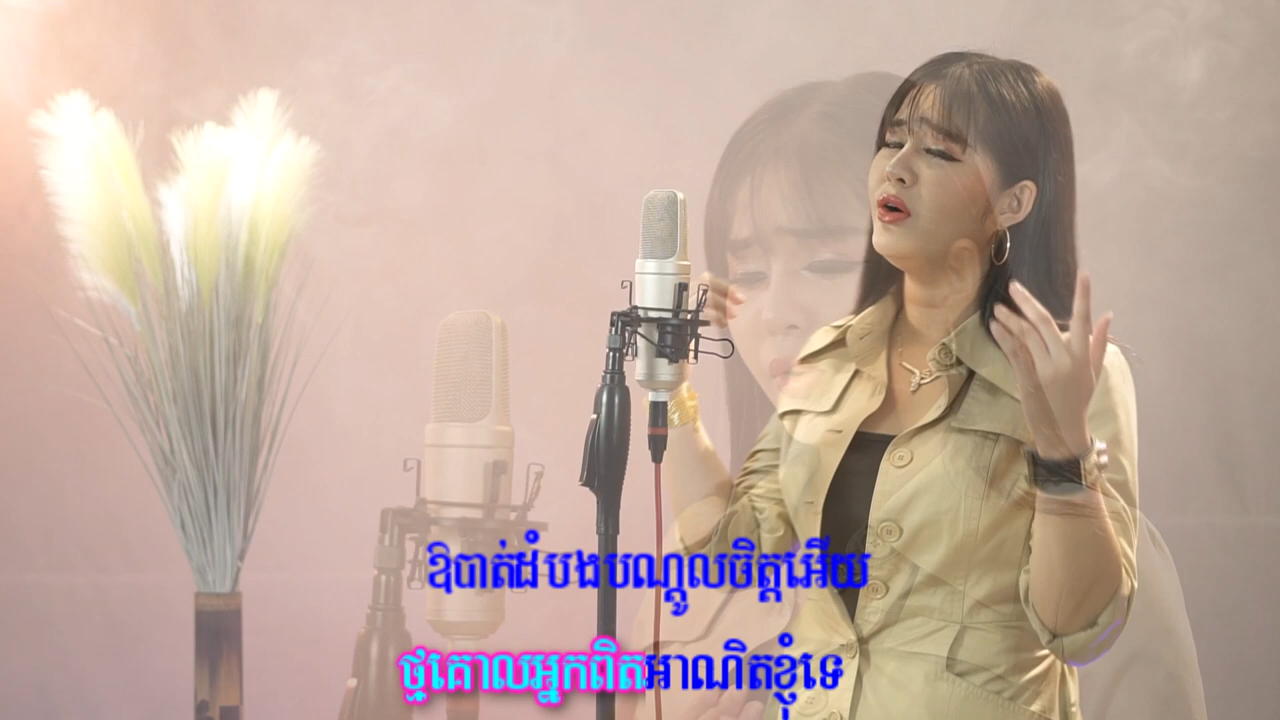 ឱបាត់ដំបងបណ្ដូលចិត្តអើយ
ថ្មគោលអ្នកពិតអាណិតខ្ញុំទេ